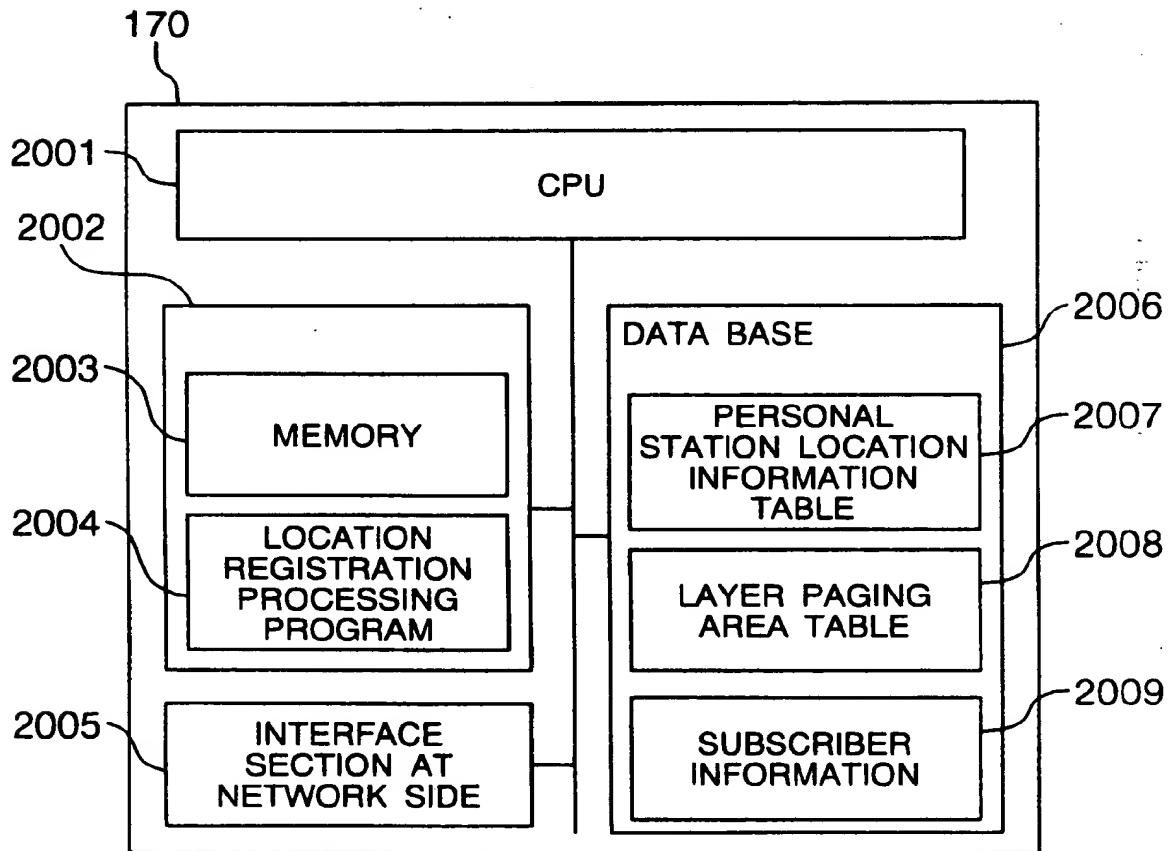 170
2001
CPU
2002
2006
DATA BASE
2003
MEMORY
PERSONAL
STATION LOCATION
INFORMATION
TABLE
2007
2004
LOCATION
REGISTRATION
PROCESSING
PROGRAM
2008
LAYER PAGING
AREA TABLE
2005
INTERFACE
SECTION AT
NETWORK SIDE
2009
SUBSCRIBER
INFORMATION